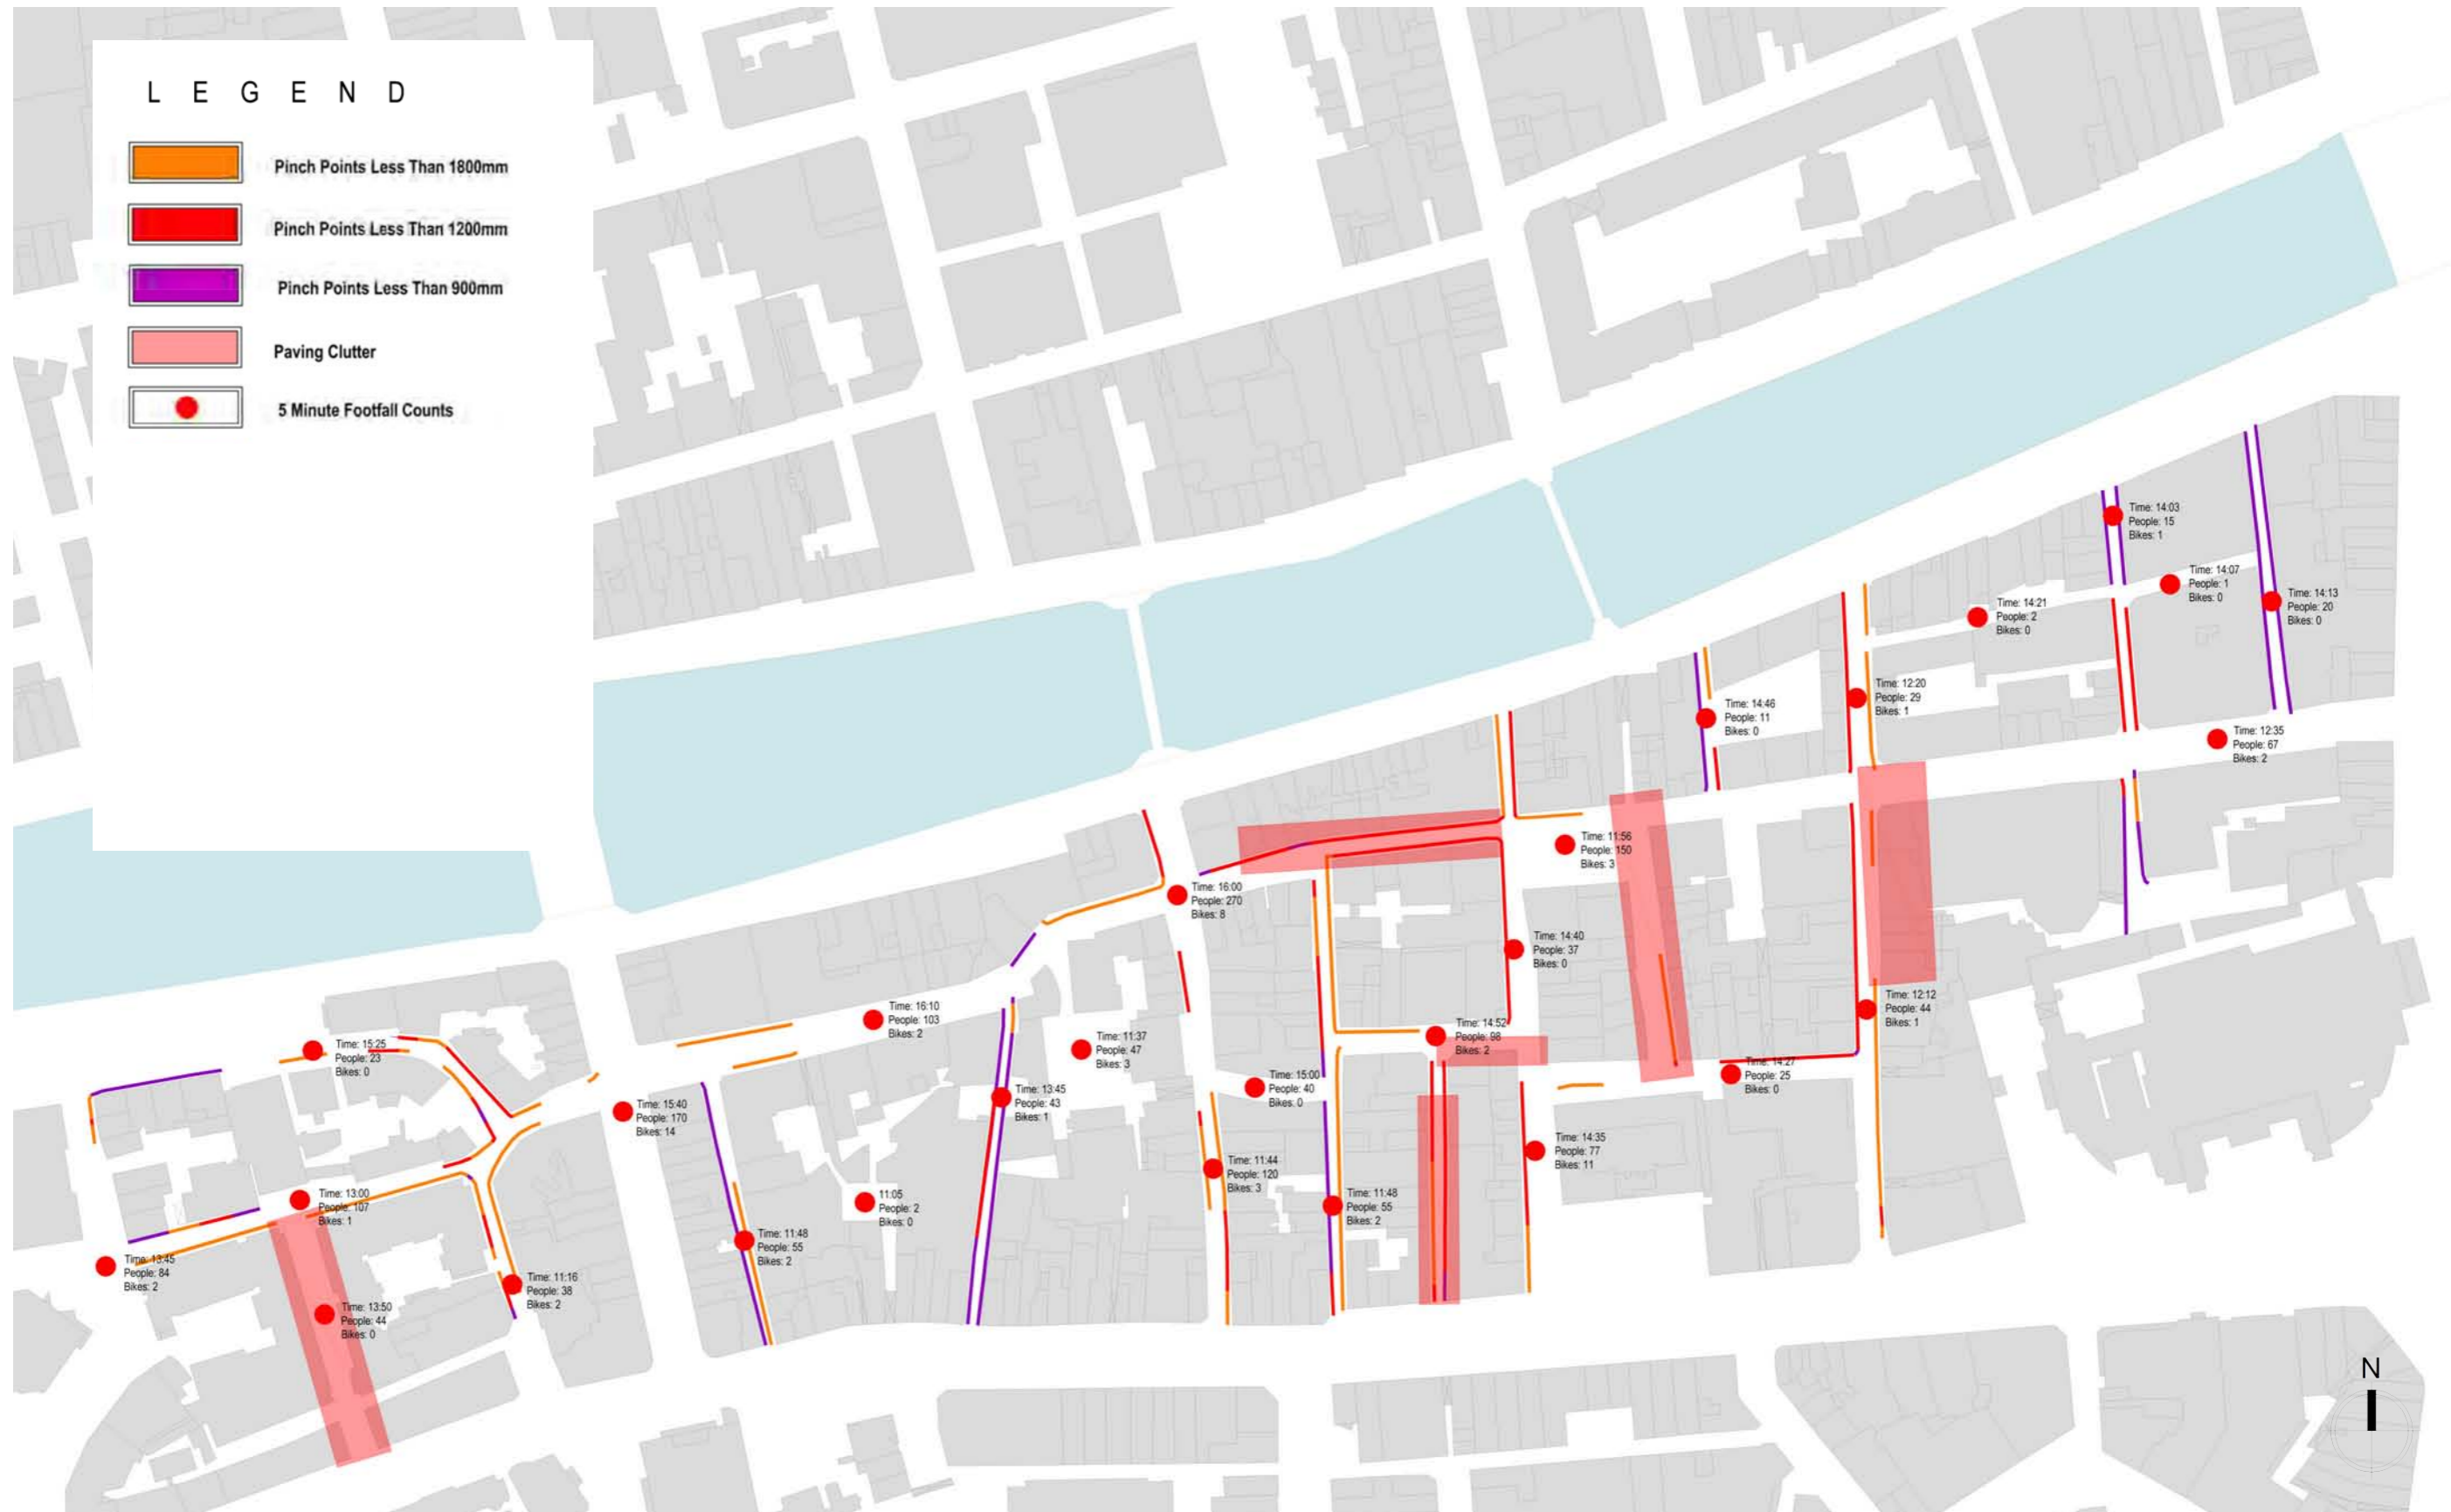 L E G E N D
Pinch Points Less Than 1800mm
Pinch Points Less Than 1200mm
Pinch Points Less Than 900mm
Paving Clutter
5 Minute Footfall Counts
Time: 14:03
People: 15
Bikes: 1
Time: 14:07
People: 1
Bikes: 0
Time: 14:13
People: 20
Bikes: 0
Time: 14:21
People: 2
Bikes: 0
Time: 12:20
People: 29
Bikes: 1
Time: 14:46
People: 11
Bikes: 0
Time: 12:35
People: 67
Bikes: 2
Time: 11:56
People: 150
Bikes: 3
Time: 16:00
People: 270
Bikes: 8
Time: 14:40
People: 37
Bikes: 0
Time: 12:12
People: 44
Bikes: 1
Time: 16:10
People: 103
Bikes: 2
Time: 14:52
People: 98
Bikes: 2
Time: 11:37
People: 47
Bikes: 3
Time: 15:25
People: 23
Bikes: 0
Time: 14:27
People: 25
Bikes: 0
Time: 15:00
People: 40
Bikes: 0
Time: 13:45
People: 43
Bikes: 1
Time: 15:40
People: 170
Bikes: 14
Time: 14:35
People: 77
Bikes: 11
Time: 11:44
People: 120
Bikes: 3
Time: 13:00
People: 107
Bikes: 1
11:05
People: 2
Bikes: 0
Time: 11:48
People: 55
Bikes: 2
Time: 11:48
People: 55
Bikes: 2
Time: 13:45
People: 84
Bikes: 2
Time: 11:16
People: 38
Bikes: 2
Time: 13:50
People: 44
Bikes: 0
N